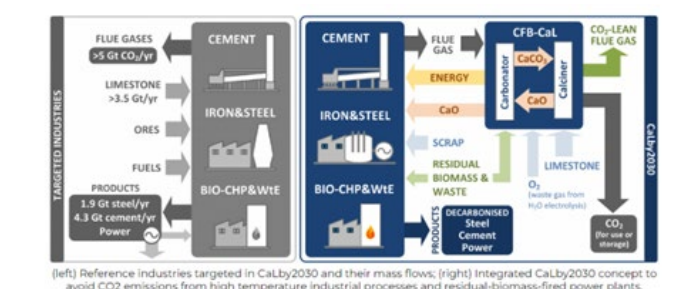 TARGETED INDUSTRIES
FLUE GASES
>5 Gt CO₂/yr
LIMESTONE
>3.5 Gt/yr
ORES
FUELS
PRODUCTS
1.9 Gt steel/yr
4.3 Gt cement/yr
Power
CEMENT
IRON&STEEL
BIO-CHP&WtE
CEMENT
IRON&STEEL
BIO-CHP&WtE
FLUE
GAS
ENERGY
CaO
SCRAP
RESIDUAL
BIOMASS &
WASTE
PRODUCTS
DECARBONISED
Steel
Cement
Power
CFB-CaL
Carbonator
CaCO₃
CaO
Calciner
CO₂-LEAN
FLUE GAS
LIMESTONE
O₂
(waste gas from
H₂O electrolysis)
CO₂
(for use or
storage)
CaLby2030
(left) Reference industries targeted in CaLby2030 and their mass flows; (right) Integrated CaLby2030 concept to
avoid CO2 emissions from high temperature industrial processes and residual-biomass-fired power plants.